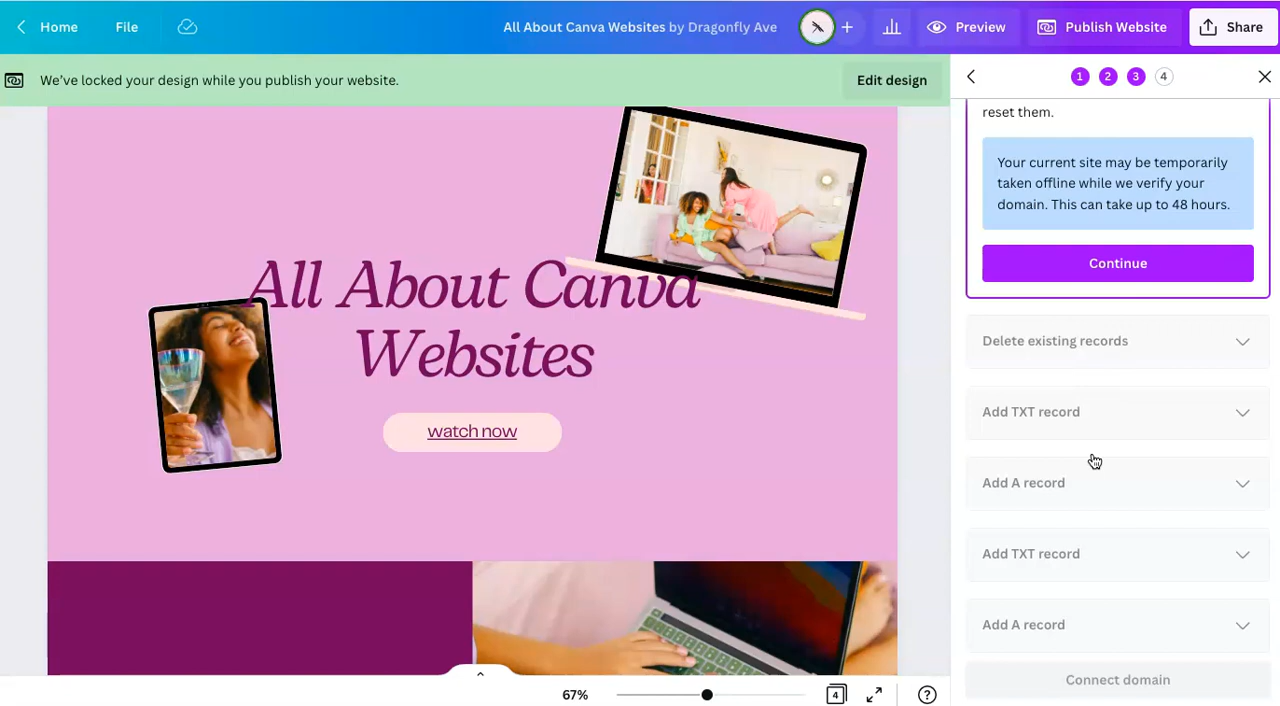 Home
File
All About Canva Websites by Dragonfly Ave
+
Preview
Publish Website
Share
We've locked your design while you publish your website.
Edit design
1 2 3 4
reset them.
Your current site may be temporarily
taken offline while we verify your
domain. This can take up to 48 hours.
Continue
Delete existing records
Add TXT record
Add A record
Add TXT record
Add A record
Connect domain
All About Canva
Websites
watch now
67%
4
?